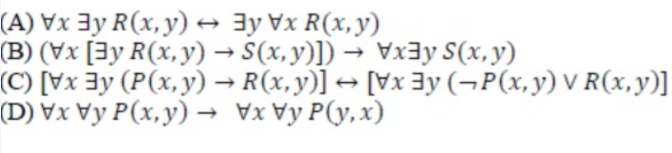 (A) ∀x ∃y R(x, y) ↔ ∃y ∀x R(x, y)
(B) (∀x [∃y R(x, y) → S(x, y)]) → ∀x∃y S(x, y)
(C) [∀x ∃y (P(x, y) → R(x, y)] ↔ [∀x ∃y (¬P(x, y) ∨ R(x, y)]
(D) ∀x ∀y P(x, y) → ∀x ∀y P(y, x)